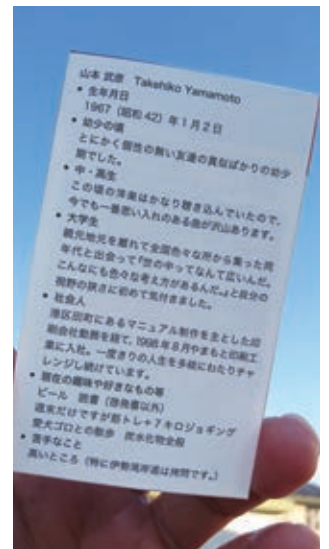 山本 武彦 Takehiko Yamamoto
• 生年月日
1967（昭和42）年1月2日
• 幼少の頃
とにかく個性の無い友達の真似ばかりの幼少
期でした。
• 中・高生
この頃の洋楽はかなり聴き込んでいたので、
今でも一番思い入れのある曲が沢山あります。
• 大学生
親元地元を離れて全国色々な所から集った同
年代と出会って『世の中ってなんて広いんだ。
こんなにも色々な考え方があるんだ。』と自分の
視野の狭さに初めて気付きました。
• 社会人
港区田町にあるマニュアル制作を主とした印
刷会社勤務を経て、1998年8月やまもと印刷工
業に入社。一度きりの人生を多岐にわたりチャ
レンジし続けています。
• 現在の趣味や好きなもの等
ビール 読書（啓発書以外）
週末だけですが筋トレ+7キロジョギング
愛犬ゴロとの散歩 炭水化物全般
• 苦手なこと
高いところ（特に伊勢湾岸道は拷問です。）